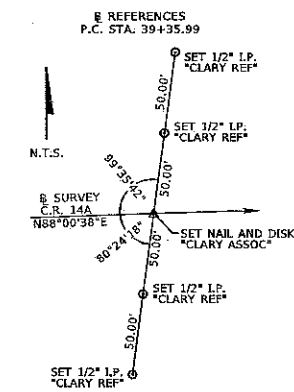 ℄ REFERENCES
P.C. STA: 39+35.99
SET 1/2" I.P.
"CLARY REF"
50.00'
SET 1/2" I.P.
"CLARY REF"
N.T.S.
99°35'42"
50.00'
℄ SURVEY
C.R. 14A
N88°00'38"E
80°24'18"
SET NAIL AND DISK
"CLARY ASSOC"
50.00'
SET 1/2" I.P.
"CLARY REF"
50.00'
SET 1/2" I.P.
"CLARY REF"